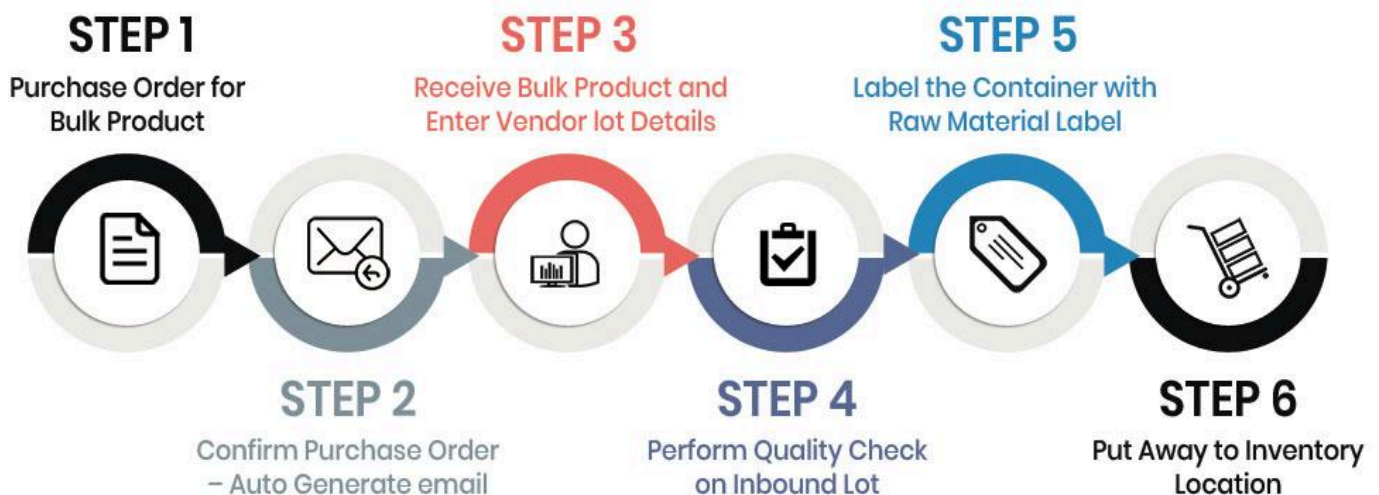 STEP 1
Purchase Order for
Bulk Product
STEP 2
Confirm Purchase Order
– Auto Generate email
STEP 3
Receive Bulk Product and
Enter Vendor lot Details
STEP 4
Perform Quality Check
on Inbound Lot
STEP 5
Label the Container with
Raw Material Label
STEP 6
Put Away to Inventory
Location